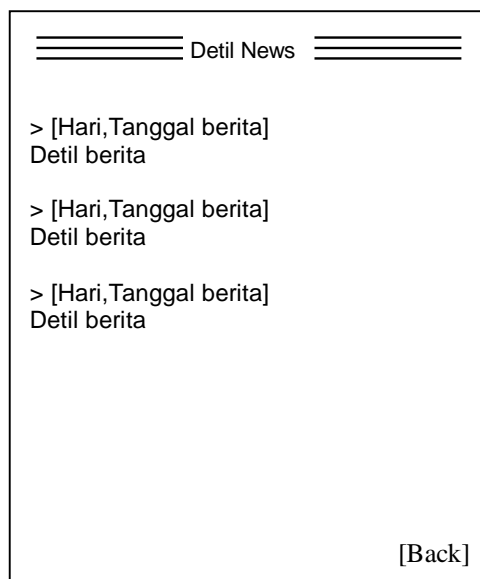 Detil News
> [Hari,Tanggal berita]
Detil berita
> [Hari,Tanggal berita]
Detil berita
> [Hari,Tanggal berita]
Detil berita
[Back]